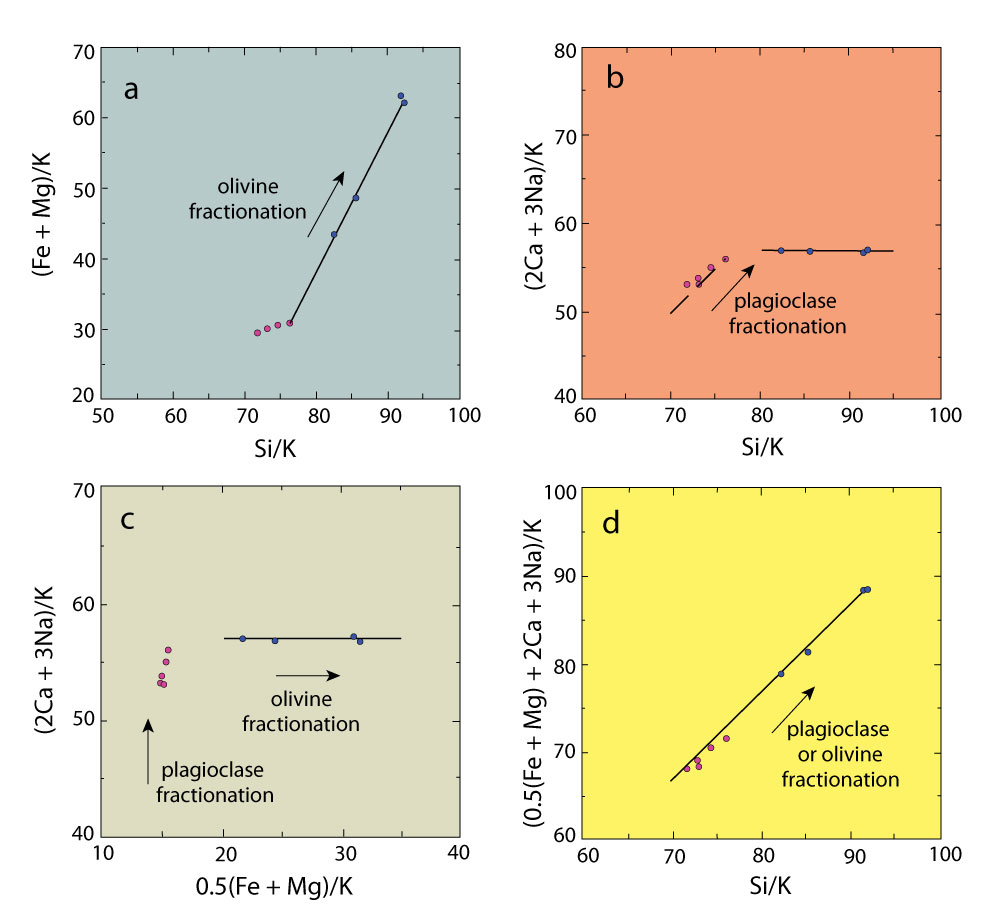 a
(Fe + Mg)/K
70
60
50
40
30
20
olivine
fractionation
50
60
70
80
90
100
Si/K
b
(2Ca + 3Na)/K
80
70
60
50
40
plagioclase
fractionation
60
70
80
90
100
Si/K
c
(2Ca + 3Na)/K
70
60
50
40
olivine
fractionation
plagioclase
fractionation
10
20
30
40
0.5(Fe + Mg)/K
d
(0.5(Fe + Mg) + 2Ca + 3Na)/K
100
90
80
70
60
plagioclase
or olivine
fractionation
60
70
80
90
100
Si/K